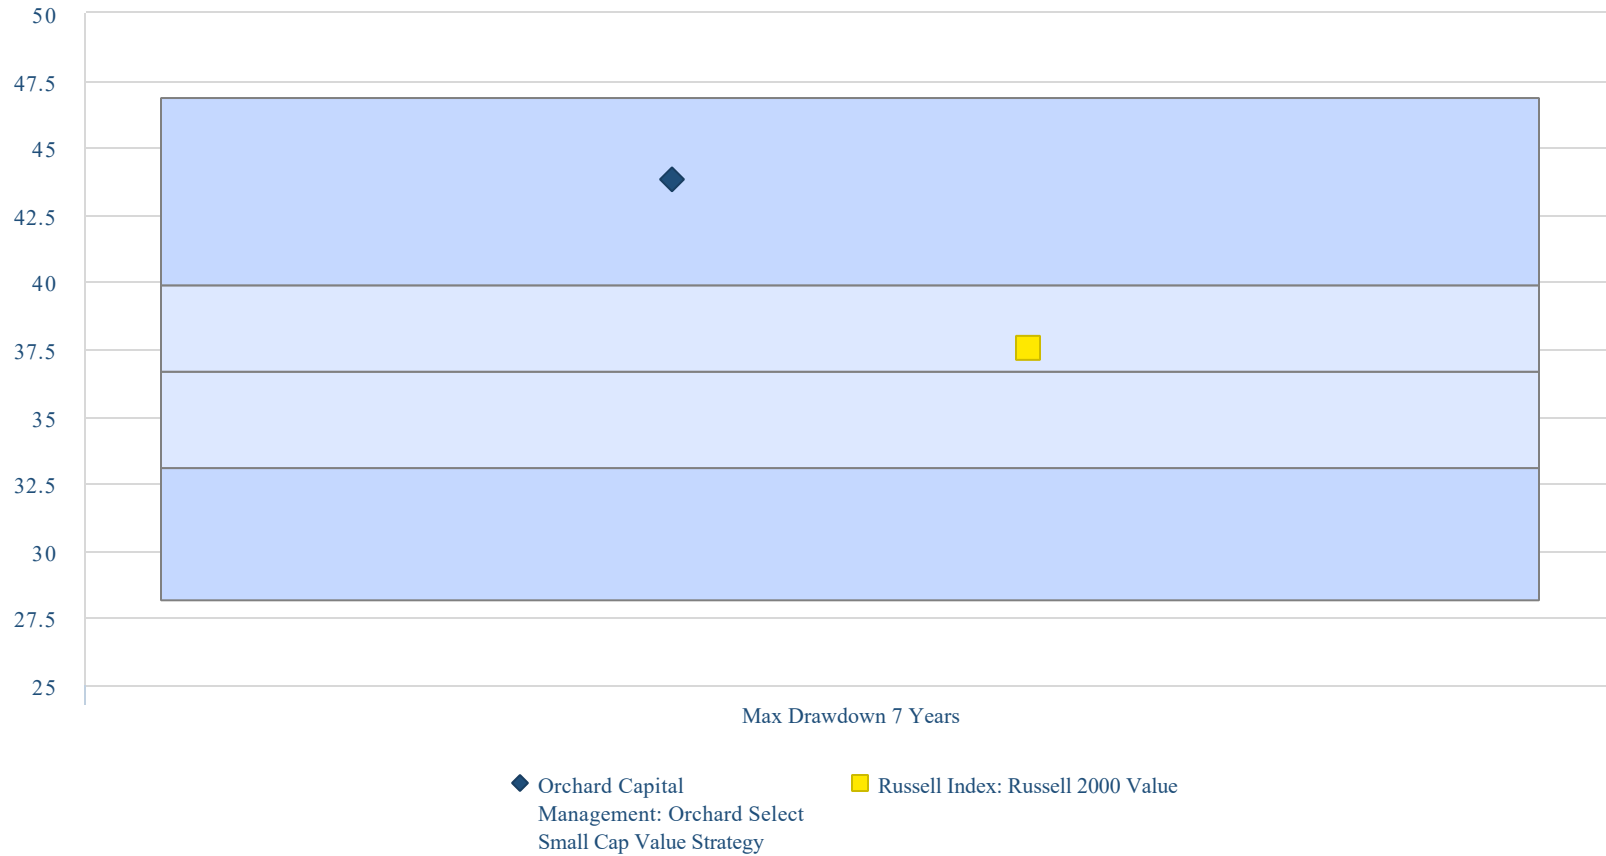 50
47.5
45
42.5
40
37.5
35
32.5
30
27.5
25
Max Drawdown 7 Years
Orchard Capital
Management: Orchard Select
Small Cap Value Strategy
Russell Index: Russell 2000 Value